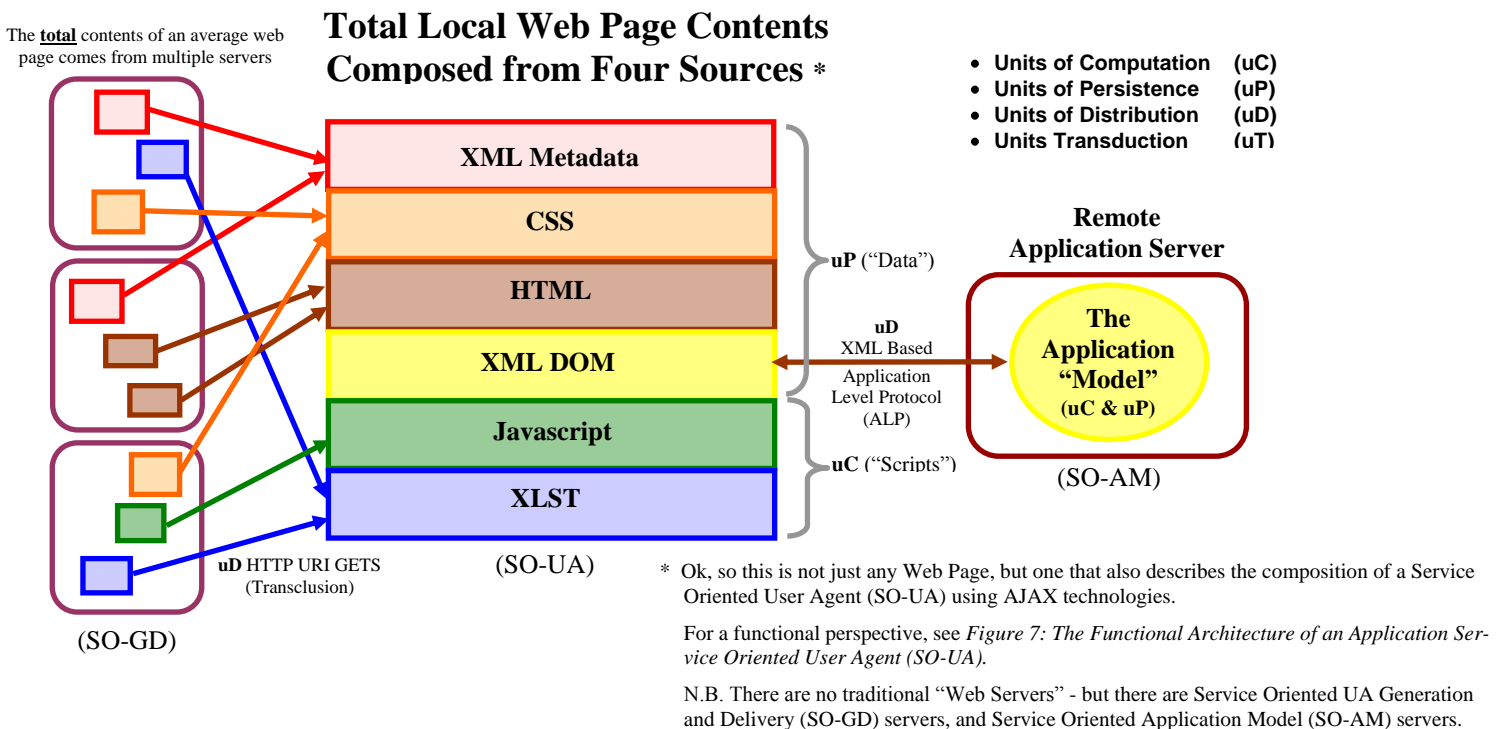 The total contents of an average web
page comes from multiple servers
Total Local Web Page Contents
Composed from Four Sources *
• Units of Computation (uC)
• Units of Persistence (uP)
• Units of Distribution (uD)
• Units Transduction (uT)
XML Metadata
CSS
HTML
XML DOM
Javascript
XLST
uP (“Data”)
uC (“Scripts”)
uD
XML Based
Application
Level Protocol
(ALP)
Remote
Application Server
The
Application
“Model”
(uC & uP)
(SO-AM)
uD HTTP URI GETS
(Transclusion)
(SO-UA)
(SO-GD)
* Ok, so this is not just any Web Page, but one that also describes the composition of a Service
Oriented User Agent (SO-UA) using AJAX technologies.
For a functional perspective, see Figure 7: The Functional Architecture of an Application Ser-
vice Oriented User Agent (SO-UA).
N.B. There are no traditional “Web Servers” - but there are Service Oriented UA Generation
and Delivery (SO-GD) servers, and Service Oriented Application Model (SO-AM) servers.